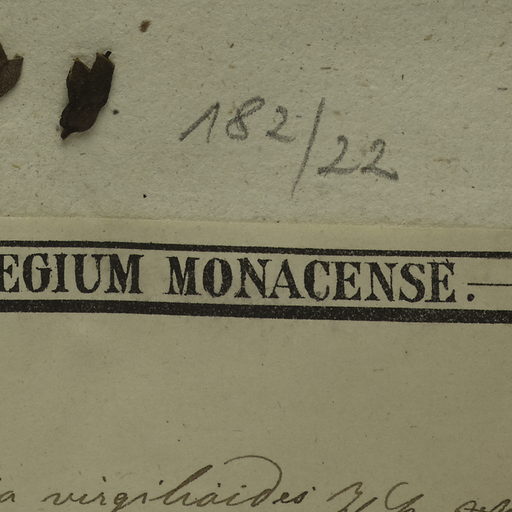 182/22
EGIUM MONACENSE.
virgilioides